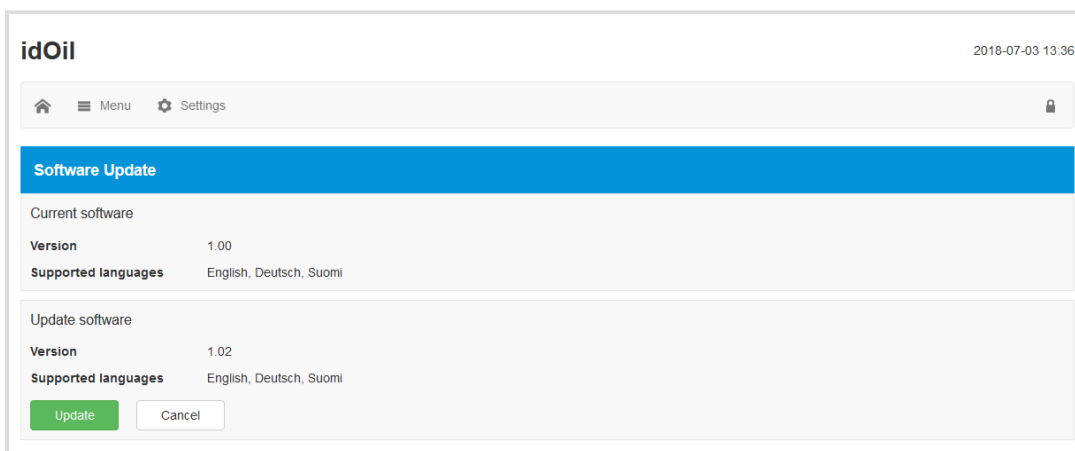 idOil
2018-07-03 13:36
Menu Settings
Software Update
Current software
Version 1.00
Supported languages English, Deutsch, Suomi
Update software
Version 1.02
Supported languages English, Deutsch, Suomi
Update Cancel